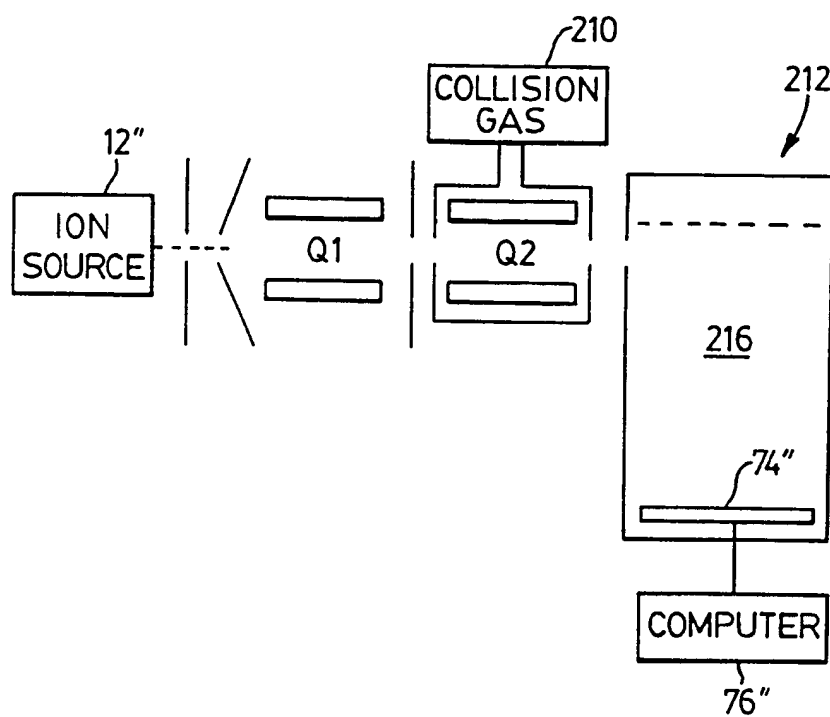 210
COLLISION
GAS
212
12"
ION
SOURCE
Q1
Q2
216
74"
COMPUTER
76"